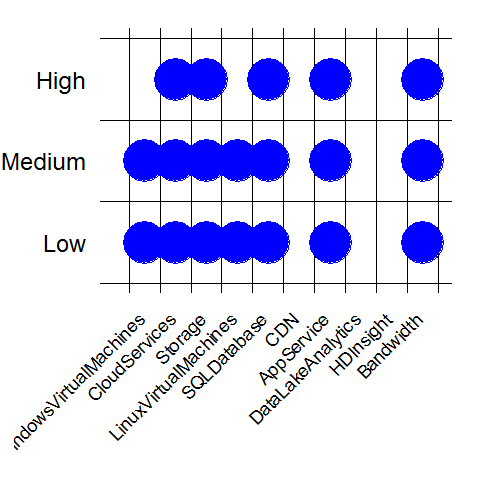 High
Medium
Low
ndowsVirtualMachines
CloudServices
Storage
LinuxVirtualMachines
SQLDatabase
CDN
AppService
DataLakeAnalytics
HDInsight
Bandwidth